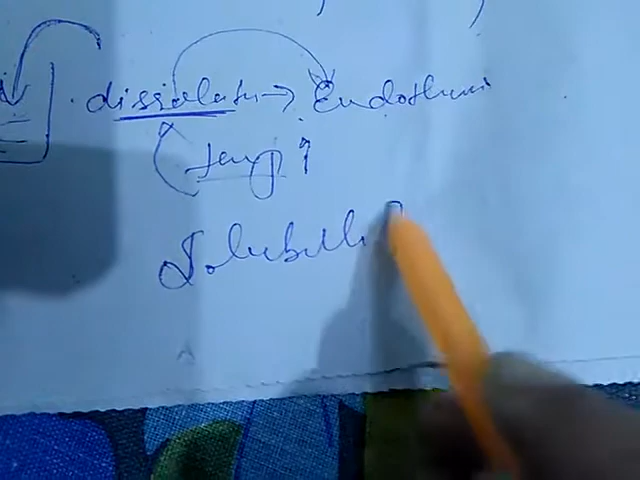 dissolution → Endothermic
temp ↑
Solubility